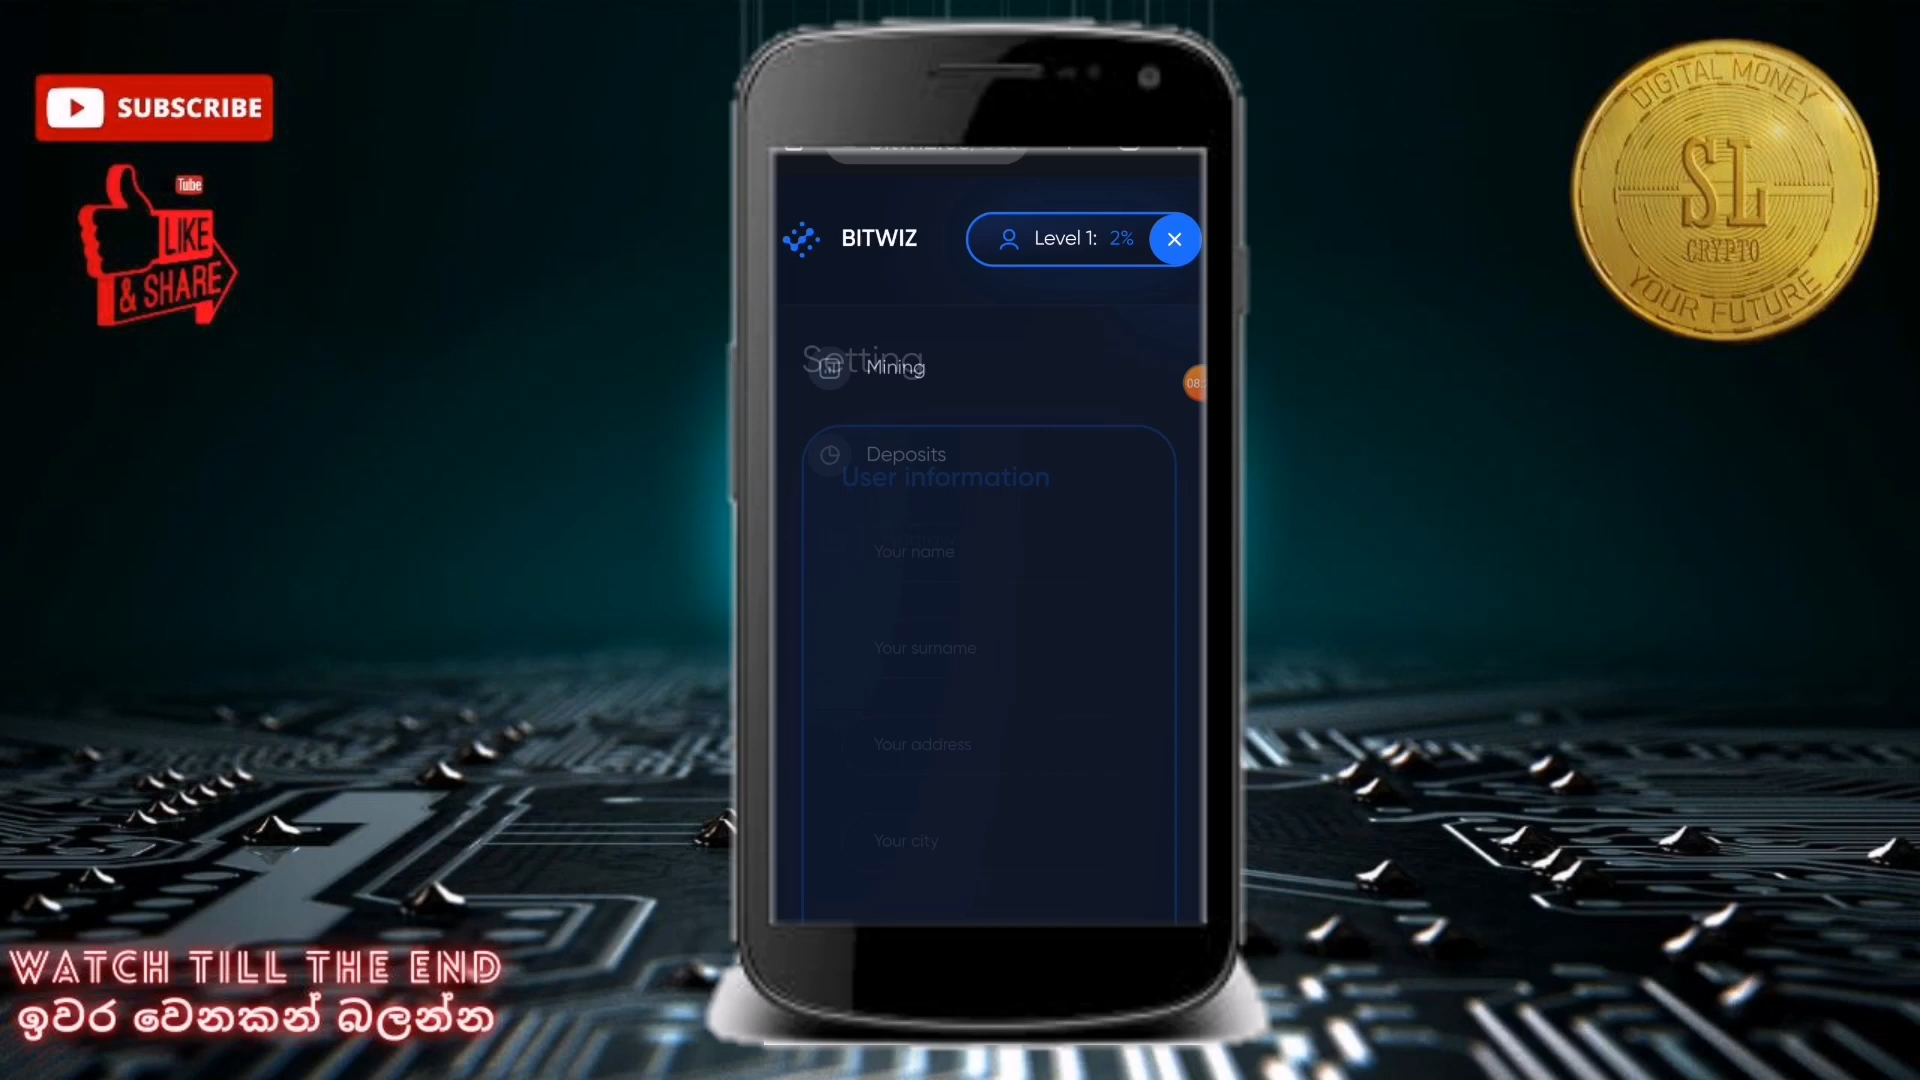 SUBSCRIBE
Tube
LIKE
& SHARE
DIGITAL MONEY
SL
CRYPTO
YOUR FUTURE
BITWIZ
Level 1: 2%
Setting
Mining
Deposits
User information
Your name
Your surname
Your address
Your city
WATCH TILL THE END
ඉවර වෙනකන් බලන්න